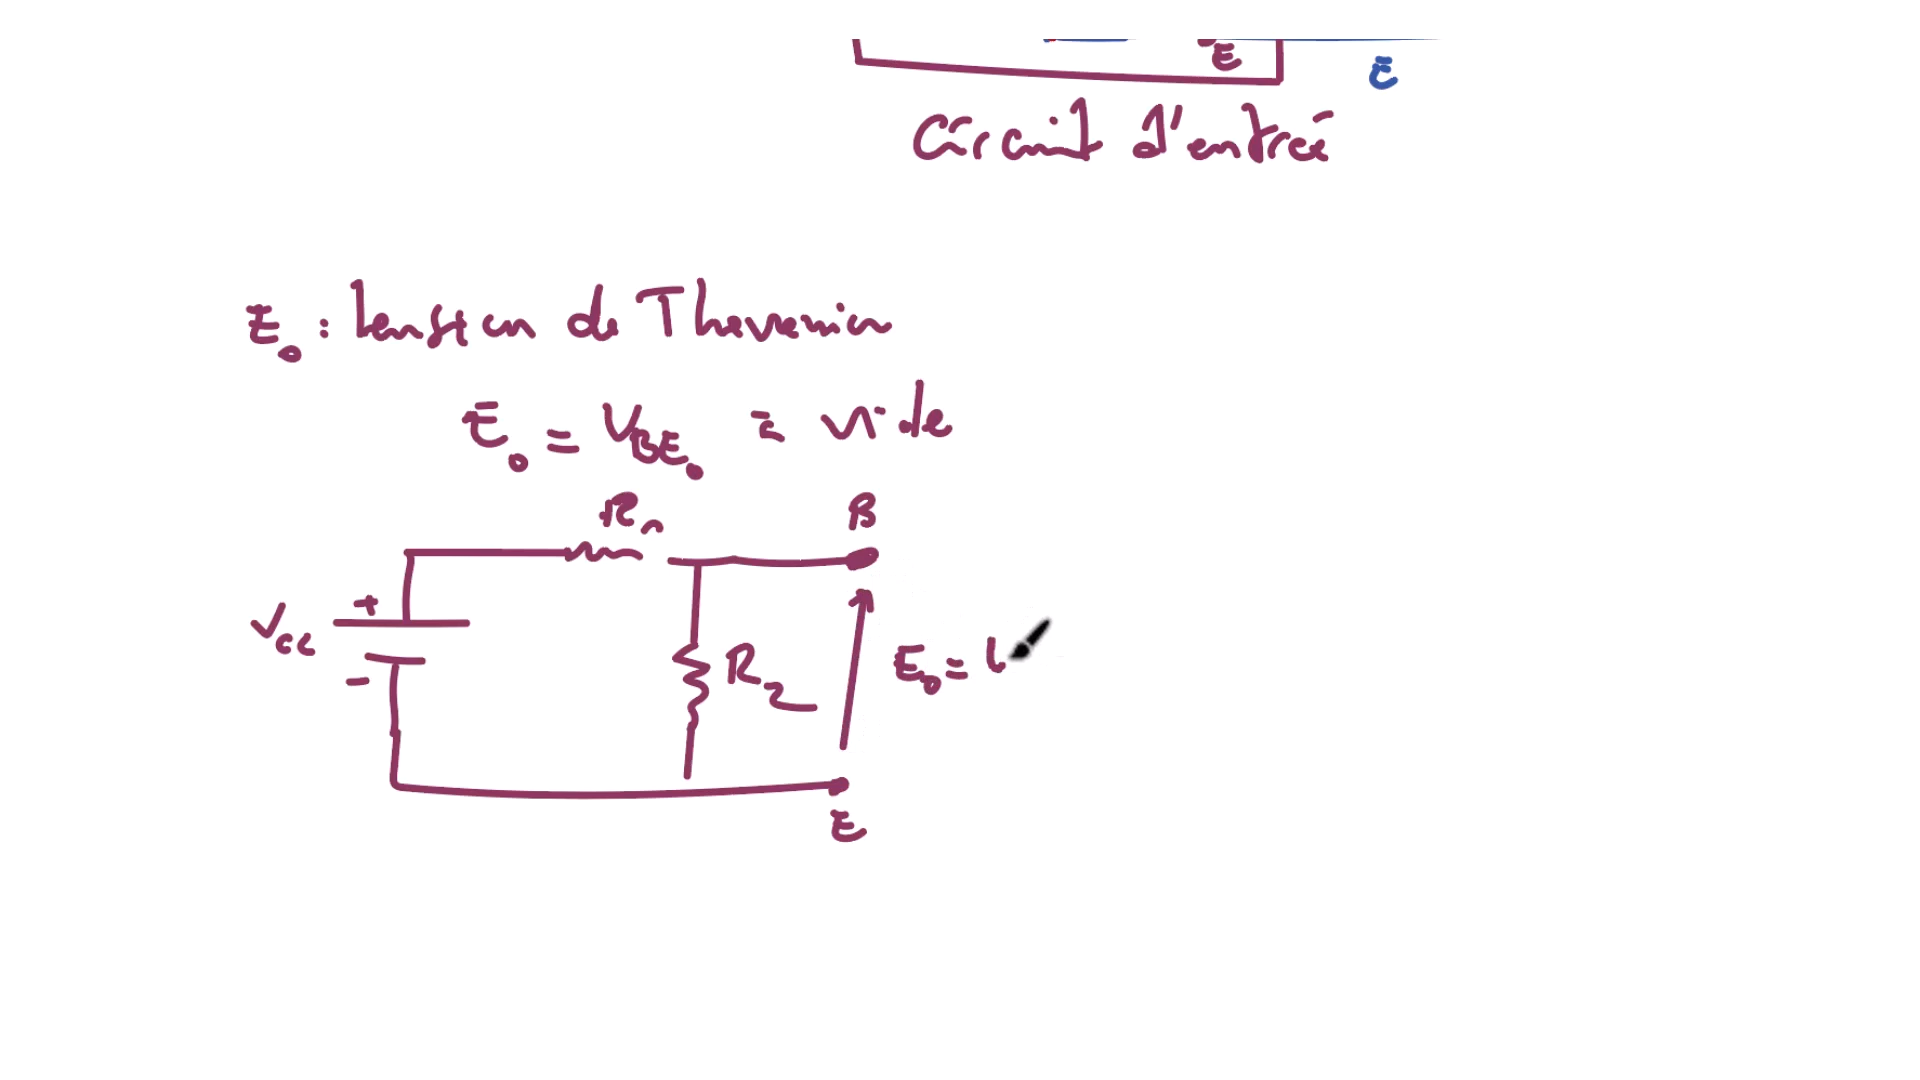 E
E
Circuit d'entrée
E₀ : tension de Thevenin
E₀ = V_BE₀ à vide
R₁
B
+
Vcc
-
R₂
E₀ =
E